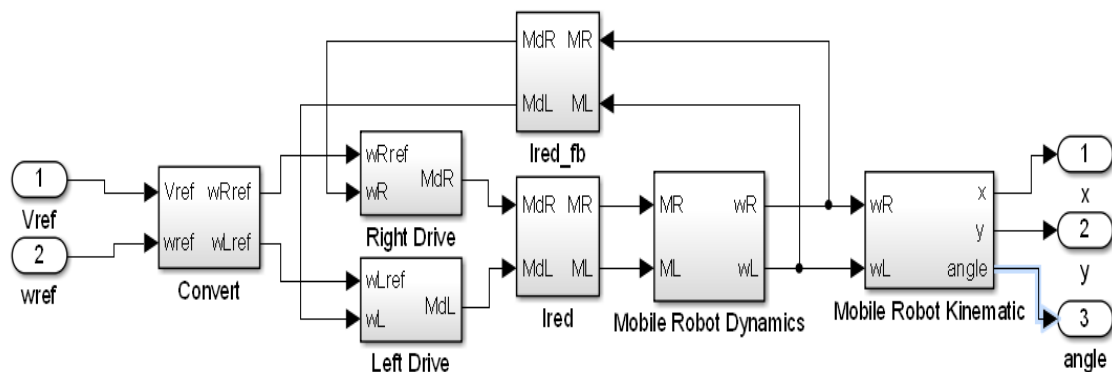 MdR MR
MdL ML
Ired_fb
1
Vref
2
wref
Vref wRref
wref wLref
Convert
wRref
wR
MdR
Right Drive
wLref
wL
MdL
Left Drive
MdR MR
MdL ML
Ired
MR wR
ML wL
Mobile Robot Dynamics
wR
wL
x
y
angle
Mobile Robot Kinematic
1
x
2
y
3
angle